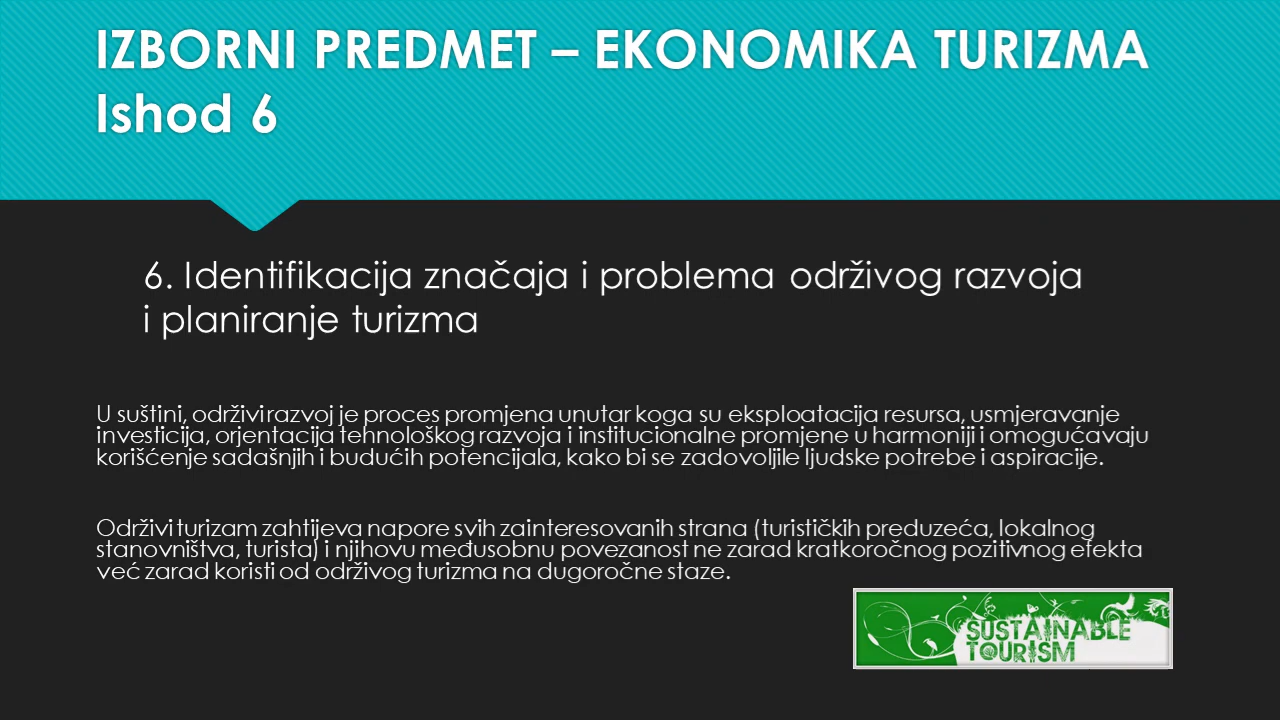 IZBORNI PREDMET – EKONOMIKA TURIZMA
Ishod 6
6. Identifikacija značaja i problema održivog razvoja
i planiranje turizma
U suštini, održivi razvoj je proces promjena unutar koga su eksploatacija resursa, usmjeravanje
investicija, orjentacija tehnološkog razvoja i institucionalne promjene u harmoniji i omogućavaju
korišćenje sadašnjih i budućih potencijala, kako bi se zadovoljile ljudske potrebe i aspiracije.
Održivi turizam zahtijeva napore svih zainteresovanih strana (turističkih preduzeća, lokalnog
stanovništva, turista) i njihovu međusobnu povezanost ne zarad kratkoročnog pozitivnog efekta
već zarad koristi od održivog turizma na dugoročne staze.
SUSTAINABLE
TOURISM